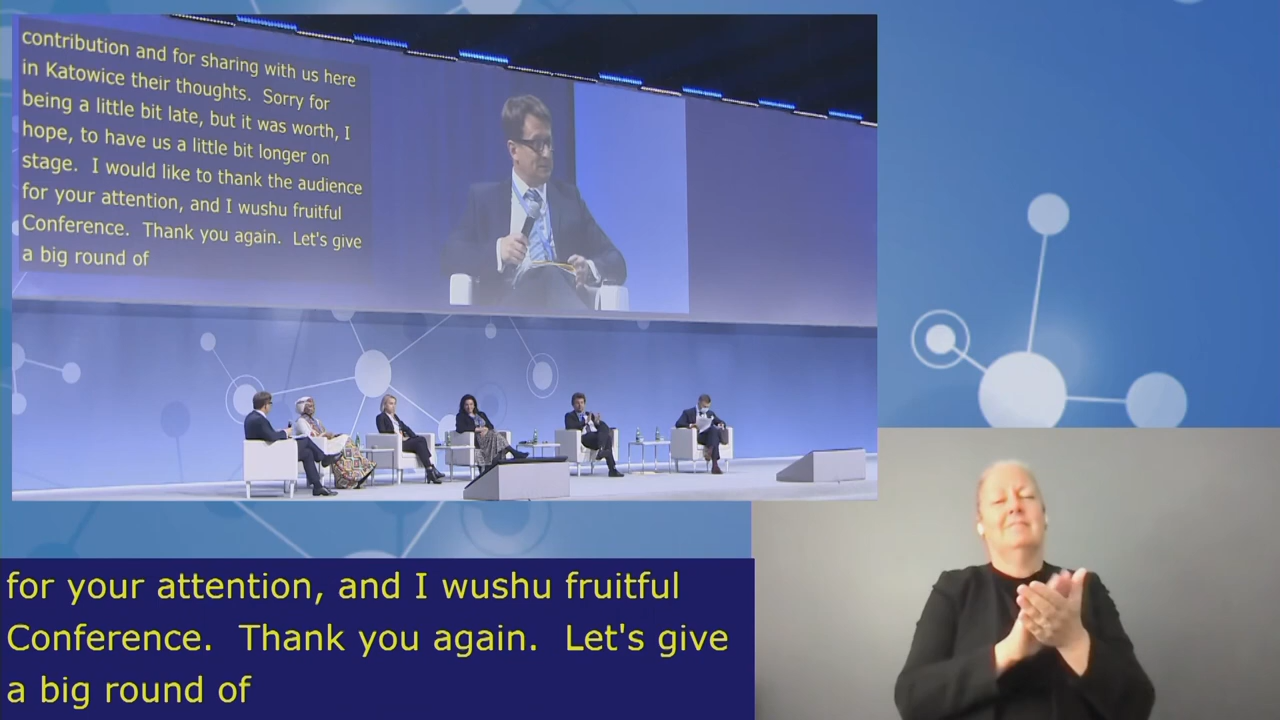 contribution and for sharing with us here
in Katowice their thoughts.  Sorry for
being a little bit late, but it was worth, I
hope, to have us a little bit longer on
stage.  I would like to thank the audience
for your attention, and I wushu fruitful
Conference.  Thank you again.  Let's give
a big round of
for your attention, and I wushu fruitful
Conference.  Thank you again.  Let's give
a big round of